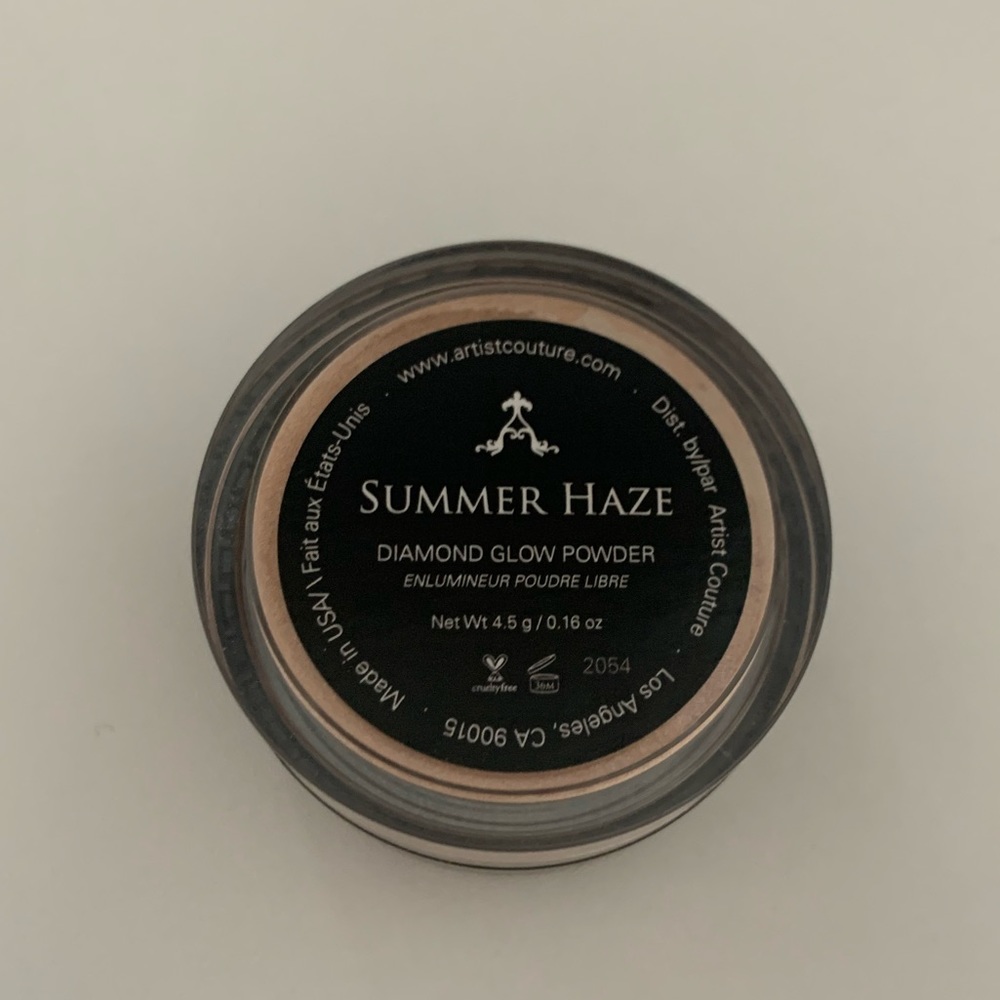 www.artistcouture.com
Dist. by/par Artist Couture
Los Angeles, CA 90015
Made in USA/\ Fait aux États-Unis
SUMMER HAZE
DIAMOND GLOW POWDER
ENLUMINEUR POUDRE LIBRE
Net Wt 4.5 g / 0.16 oz
crueltyfree
36M
2054